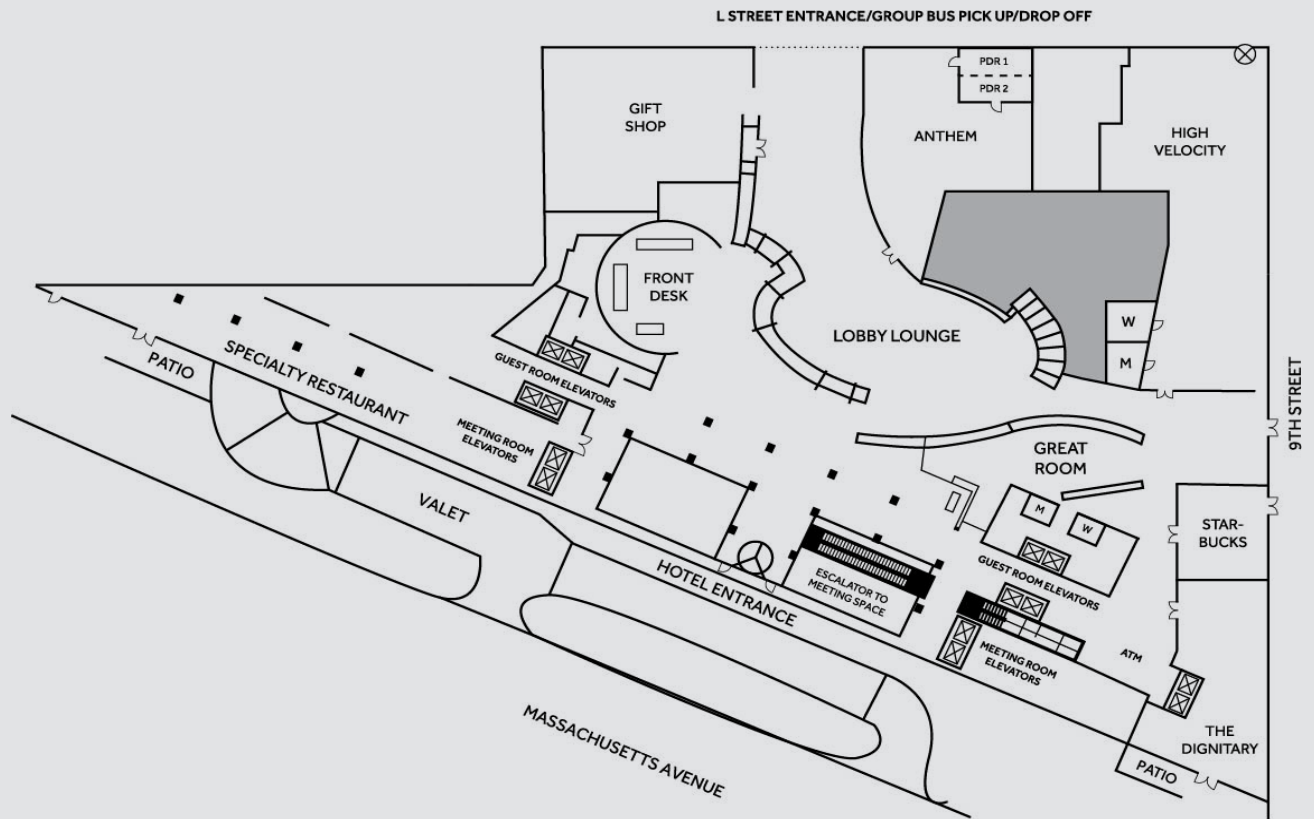 L STREET ENTRANCE/GROUP BUS PICK UP/DROP OFF
PDR 1
PDR 2
GIFT
SHOP
ANTHEM
HIGH
VELOCITY
FRONT
DESK
LOBBY LOUNGE
W
M
SPECIALTY RESTAURANT
PATIO
GUEST ROOM ELEVATORS
MEETING ROOM
ELEVATORS
9TH STREET
GREAT
ROOM
VALET
M
W
STAR-
BUCKS
HOTEL ENTRANCE
ESCALATOR TO
MEETING SPACE
GUEST ROOM ELEVATORS
MEETING ROOM
ELEVATORS
ATM
THE
DIGNITARY
PATIO
MASSACHUSETTS AVENUE